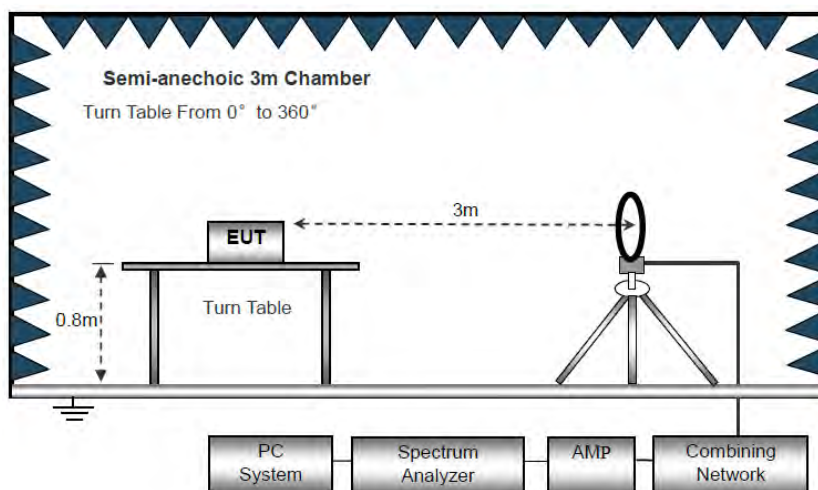 Semi-anechoic 3m Chamber
Turn Table From 0° to 360°
3m
EUT
0.8m
Turn Table
PC
System
Spectrum
Analyzer
AMP
Combining
Network